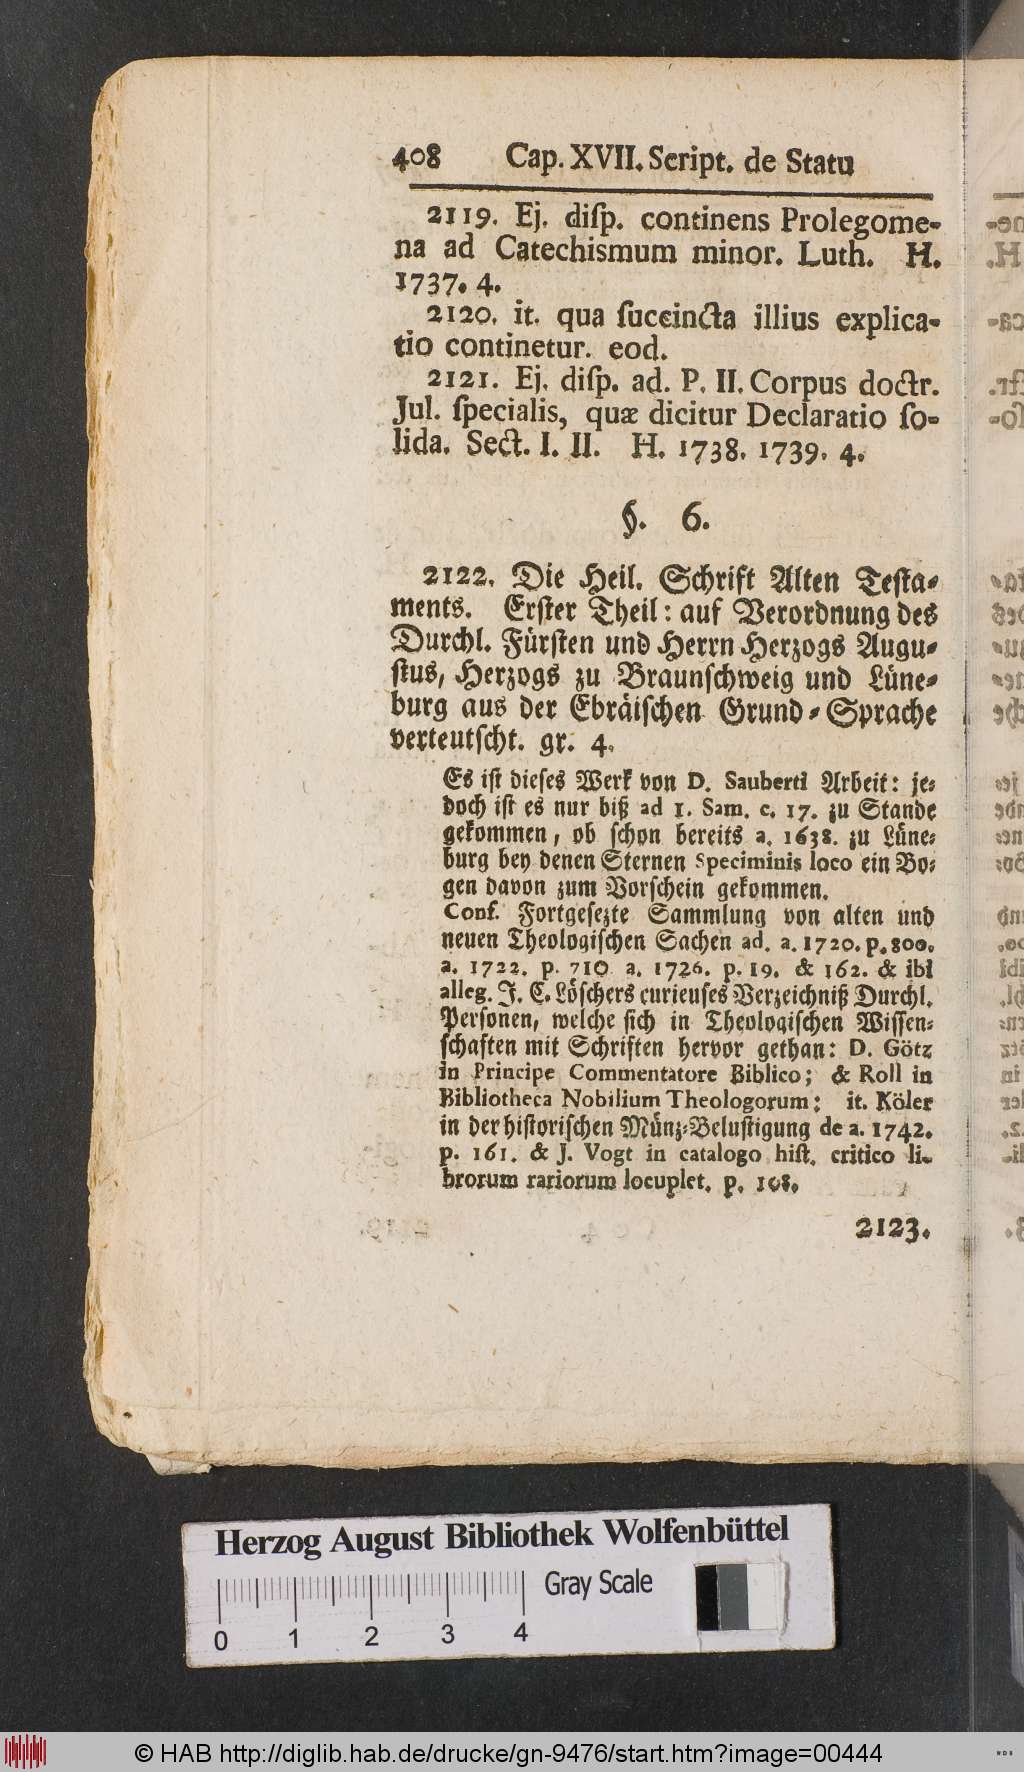 408 Cap. XVII. Script. de Statu
2119. Ej. diſp. continens Prolegome-
na ad Catechismum minor. Luth. H.
1737. 4.
2120. it. qua ſuccincta illius explica-
tio continetur. eod.
2121. Ej. diſp. ad. P. II. Corpus doctr.
Jul. ſpecialis, quæ dicitur Declaratio ſo-
lida. Sect. I. II. H. 1738. 1739. 4.
§. 6.
2122. Die Heil. Schrift Alten Teſta-
ments. Erſter Theil: auf Verordnung des
Durchl. Fürſten und Herrn Herzogs Augu-
ſtus, Herzogs zu Braunſchweig und Lüne-
burg aus der Ebräiſchen Grund-Sprache
verteutſcht. gr. 4.
Es iſt dieſes Werk von D. Sauberti Arbeit: je-
doch iſt es nur biß ad 1. Sam. c. 17. zu Stande
gekommen, ob ſchon bereits a. 1638. zu Lüne-
burg bey denen Sternen Speciminis loco ein Bo-
gen davon zum Vorſchein gekommen.
Conf. Fortgeſezte Sammlung von alten und
neuen Theologiſchen Sachen ad. a. 1720. p. 800.
a. 1722. p. 710 a. 1726. p. 19. & 162. & ibi
alleg. J. C. Löſchers curieuſes Verzeichniß Durchl.
Perſonen, welche ſich in Theologiſchen Wiſſen-
ſchaften mit Schriften hervor gethan: D. Götz
in Principe Commentatore Biblico; & Roll in
Bibliotheca Nobilium Theologorum; it. Köler
in der hiſtoriſchen Münz-Beluſtigung de a. 1742.
p. 161. & J. Vogt in catalogo hiſt. critico li-
brorum rariorum locuplet. p. 108.
2123.
Herzog August Bibliothek Wolfenbüttel
Gray Scale
0 1 2 3 4
© HAB http://diglib.hab.de/drucke/gn-9476/start.htm?image=00444